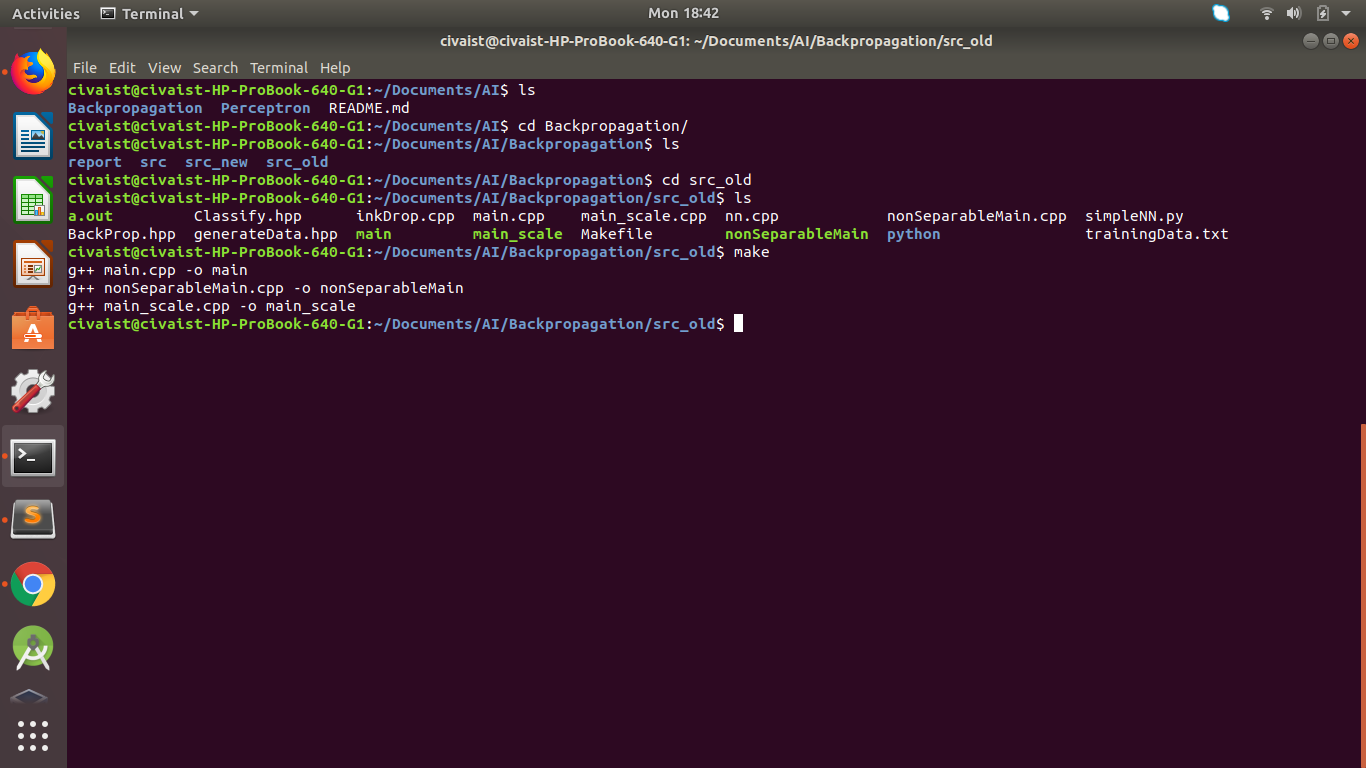 Activities Terminal Mon 18:42
civaist@civaist-HP-ProBook-640-G1: ~/Documents/AI/Backpropagation/src_old
File Edit View Search Terminal Help
civaist@civaist-HP-ProBook-640-G1:~/Documents/AI$ ls
Backpropagation Perceptron README.md
civaist@civaist-HP-ProBook-640-G1:~/Documents/AI$ cd Backpropagation/
civaist@civaist-HP-ProBook-640-G1:~/Documents/AI/Backpropagation$ ls
report src src_new src_old
civaist@civaist-HP-ProBook-640-G1:~/Documents/AI/Backpropagation$ cd src_old
civaist@civaist-HP-ProBook-640-G1:~/Documents/AI/Backpropagation/src_old$ ls
a.out Classify.hpp inkDrop.cpp main.cpp main_scale.cpp nn.cpp nonSeparableMain.cpp simpleNN.py
BackProp.hpp generateData.hpp main main_scale Makefile nonSeparableMain python trainingData.txt
civaist@civaist-HP-ProBook-640-G1:~/Documents/AI/Backpropagation/src_old$ make
g++ main.cpp -o main
g++ nonSeparableMain.cpp -o nonSeparableMain
g++ main_scale.cpp -o main_scale
civaist@civaist-HP-ProBook-640-G1:~/Documents/AI/Backpropagation/src_old$